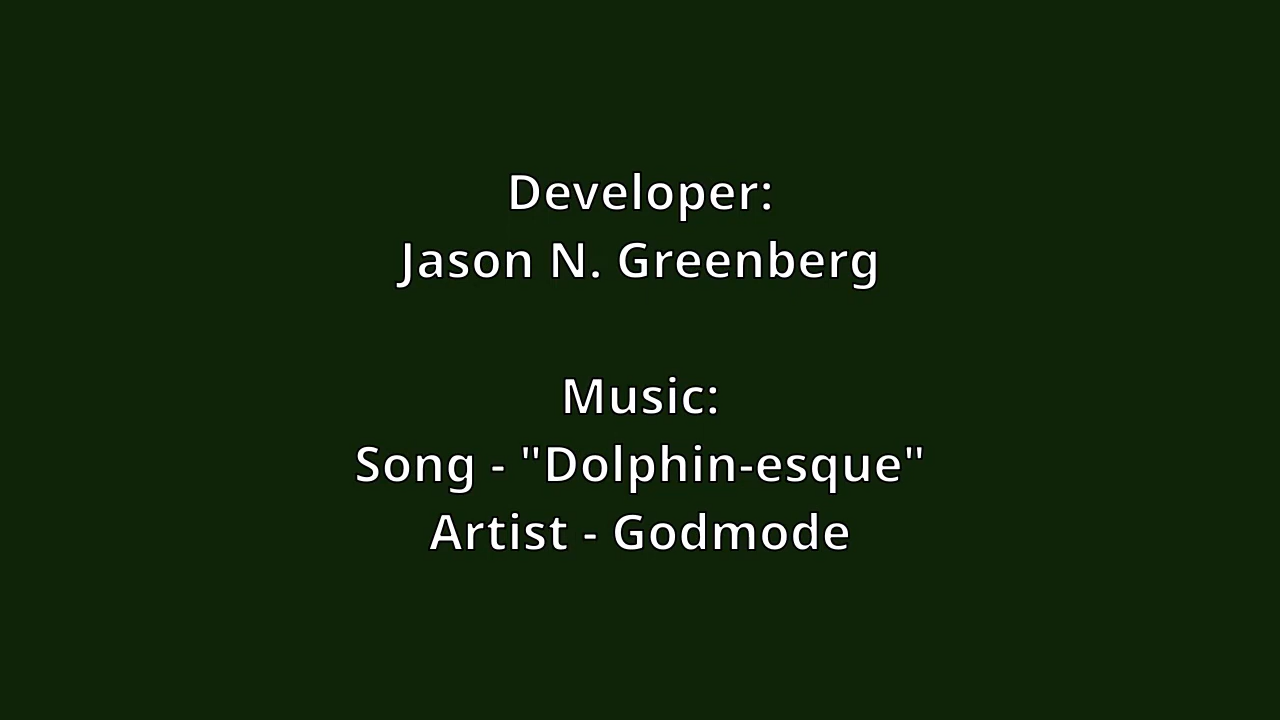 Developer:
Jason N. Greenberg
Music:
Song - "Dolphin-esque"
Artist - Godmode